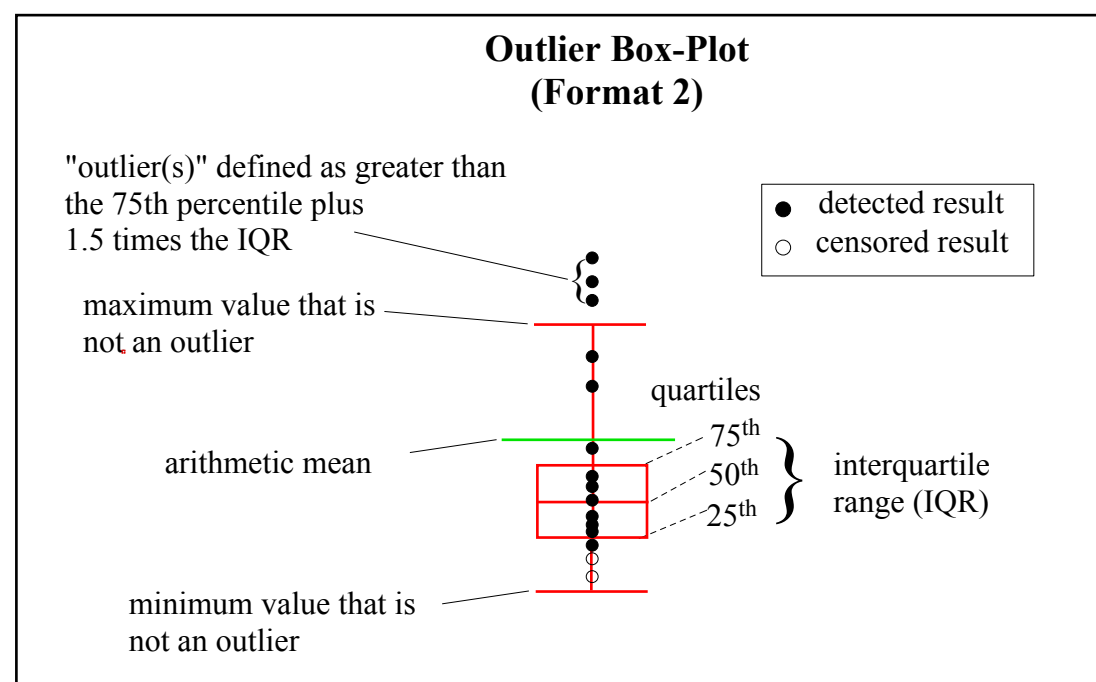 Outlier Box-Plot
(Format 2)
"outlier(s)" defined as greater than
the 75th percentile plus
1.5 times the IQR
detected result
censored result
maximum value that is
not an outlier
quartiles
75th
50th
25th
interquartile
range (IQR)
arithmetic mean
minimum value that is
not an outlier